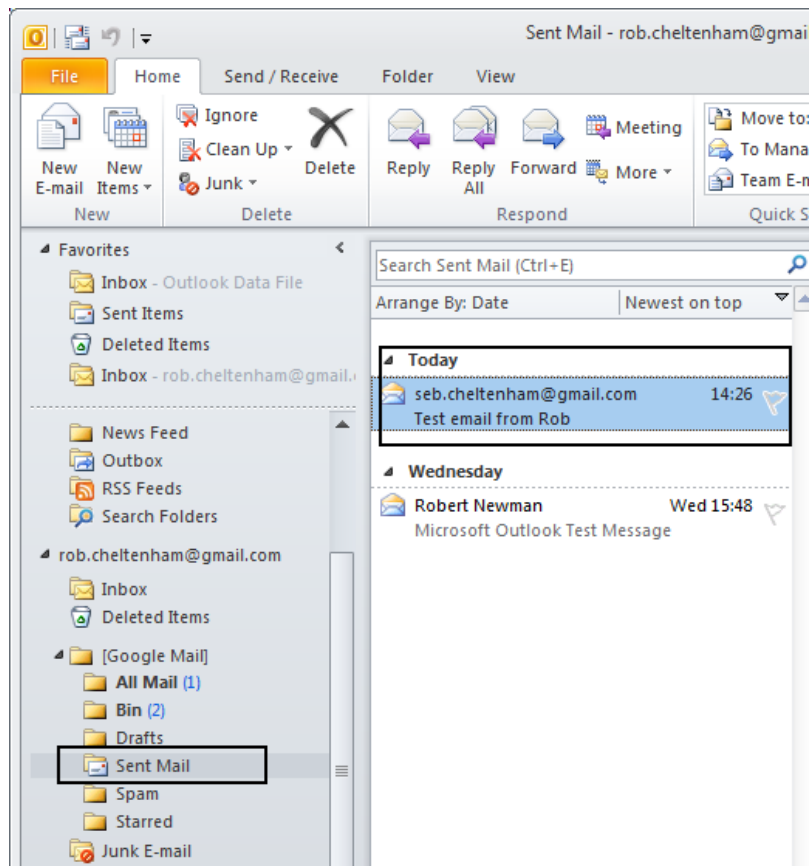 Sent Mail - rob.cheltenham@gmai
File Home Send / Receive Folder View
New E-mail
New Items
Ignore
Clean Up
Junk
Delete
Reply
Reply All
Forward
Meeting
More
Move to:
To Mana
Team E-m
New Delete Respond Quick S
Favorites
Inbox - Outlook Data File
Sent Items
Deleted Items
Inbox - rob.cheltenham@gmail.
News Feed
Outbox
RSS Feeds
Search Folders
rob.cheltenham@gmail.com
Inbox
Deleted Items
[Google Mail]
All Mail (1)
Bin (2)
Drafts
Sent Mail
Spam
Starred
Junk E-mail
Search Sent Mail (Ctrl+E)
Arrange By: Date Newest on top
Today
seb.cheltenham@gmail.com 14:26
Test email from Rob
Wednesday
Robert Newman Wed 15:48
Microsoft Outlook Test Message